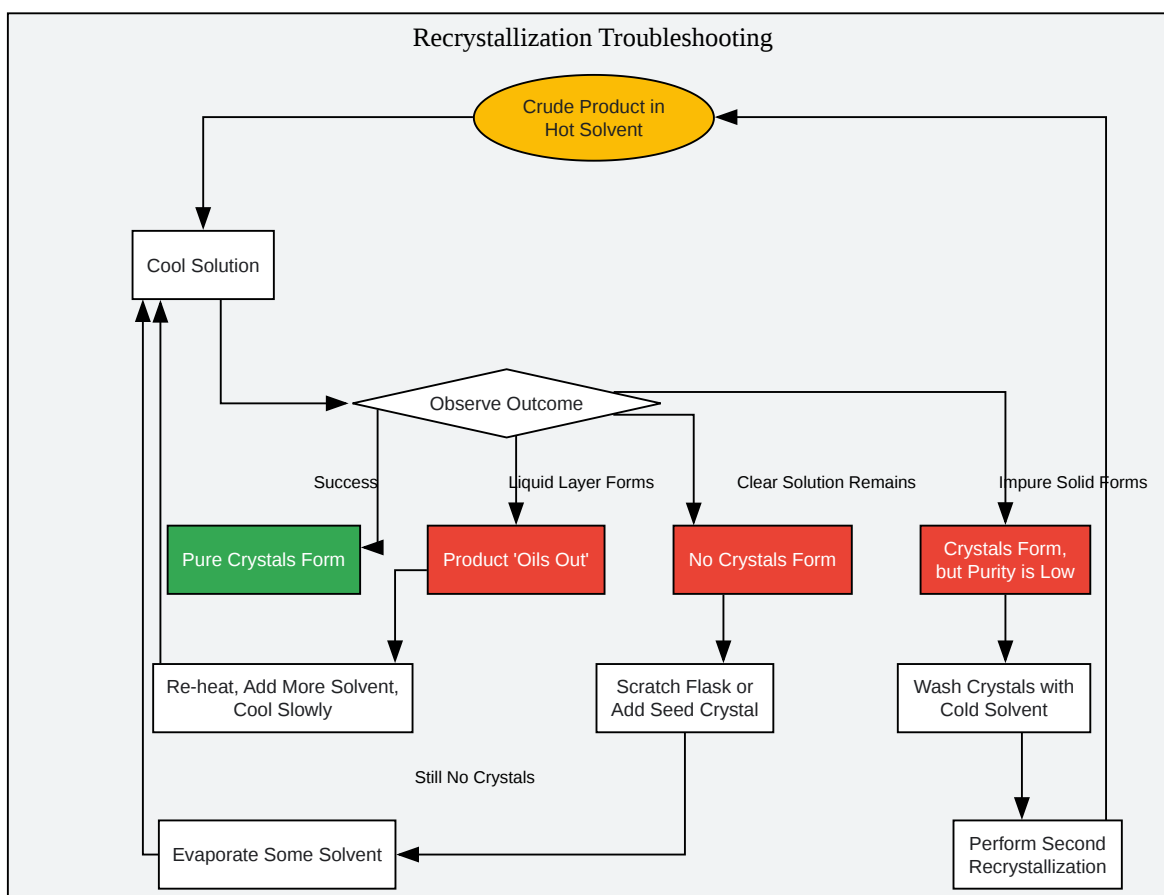 Recrystallization Troubleshooting
Crude Product in
Hot Solvent
Cool Solution
Observe Outcome
Success
Liquid Layer Forms
Clear Solution Remains
Impure Solid Forms
Pure Crystals Form
Product 'Oils Out'
No Crystals Form
Crystals Form,
but Purity is Low
Re-heat, Add More Solvent,
Cool Slowly
Scratch Flask or
Add Seed Crystal
Wash Crystals with
Cold Solvent
Still No Crystals
Evaporate Some Solvent
Perform Second
Recrystallization